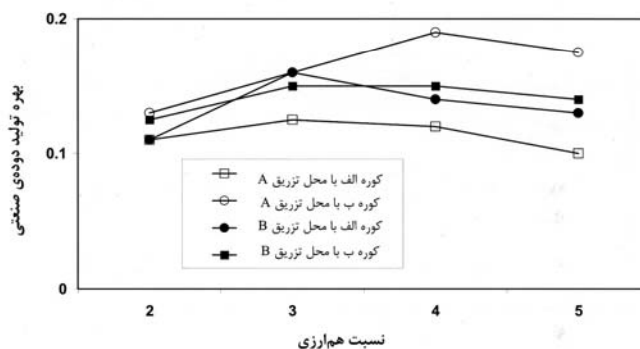 0.2
0.1
0
بهره تولید دوده‌ی صنعتی
کوره الف با محل تزریق A
کوره ب با محل تزریق A
کوره الف با محل تزریق B
کوره ب با محل تزریق B
2 3 4 5
نسبت هم‌ارزی